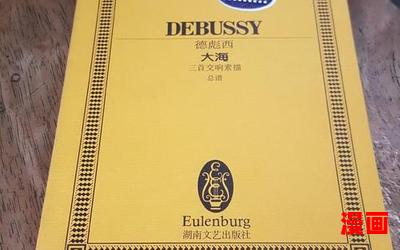 DEBUSSY
德彪西
大海
三首交响素描
总谱
Eulenburg
湖南文艺出版社
漫画